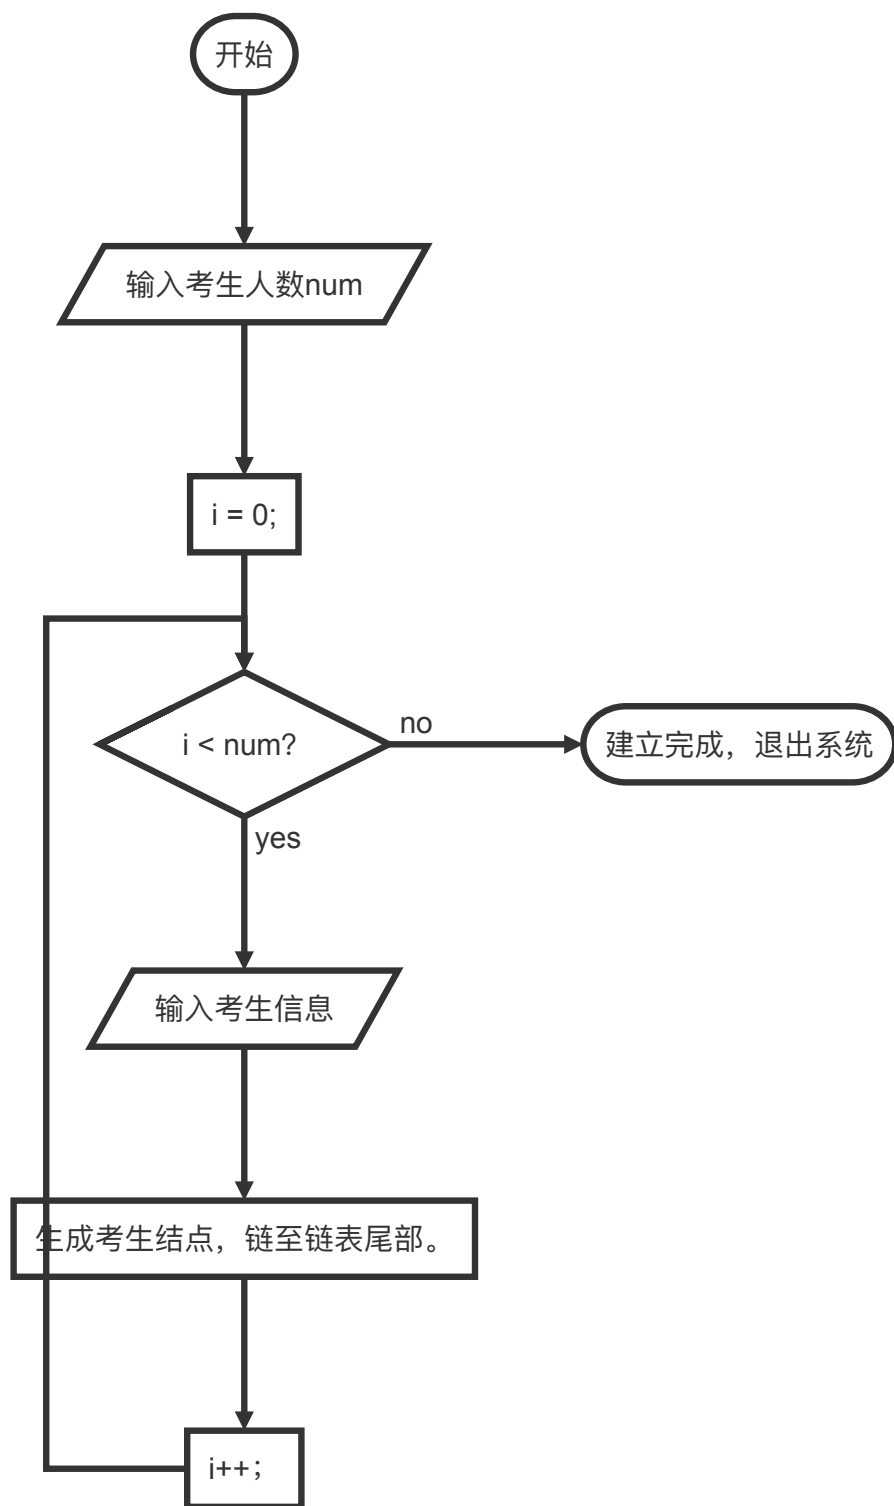 开始
输入考生人数num
i = 0;
i < num?
no
建立完成，退出系统
yes
输入考生信息
生成考生结点，链至链表尾部。
i++；